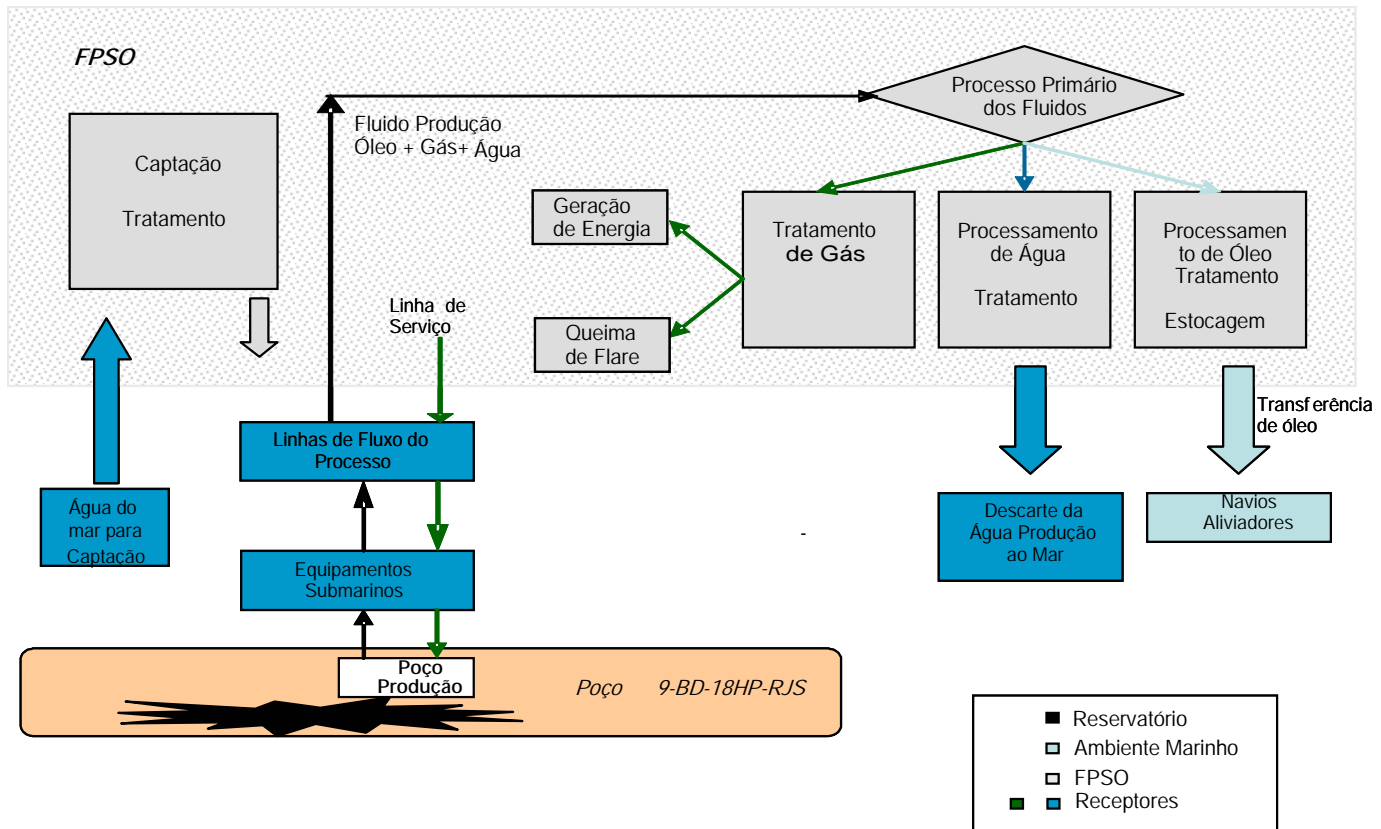 FPSO
Captação
Tratamento
Fluido Produção
Óleo + Gás+ Água
Processo Primário
dos Fluidos
Geração
de Energia
Queima
de Flare
Tratamento
de Gás
Processamento
de Água
Tratamento
Processamen
to de Óleo
Tratamento
Estocagem
Linha de
Serviço
Linhas de Fluxo do
Processo
Água do
mar para
Captação
Equipamentos
Submarinos
-
Descarte da
Água Produção
ao Mar
Transferência
de óleo
Navios
Aliviadores
Poço
Produção
Poço 9-BD-18HP-RJS
Reservatório
Ambiente Marinho
FPSO
Receptores